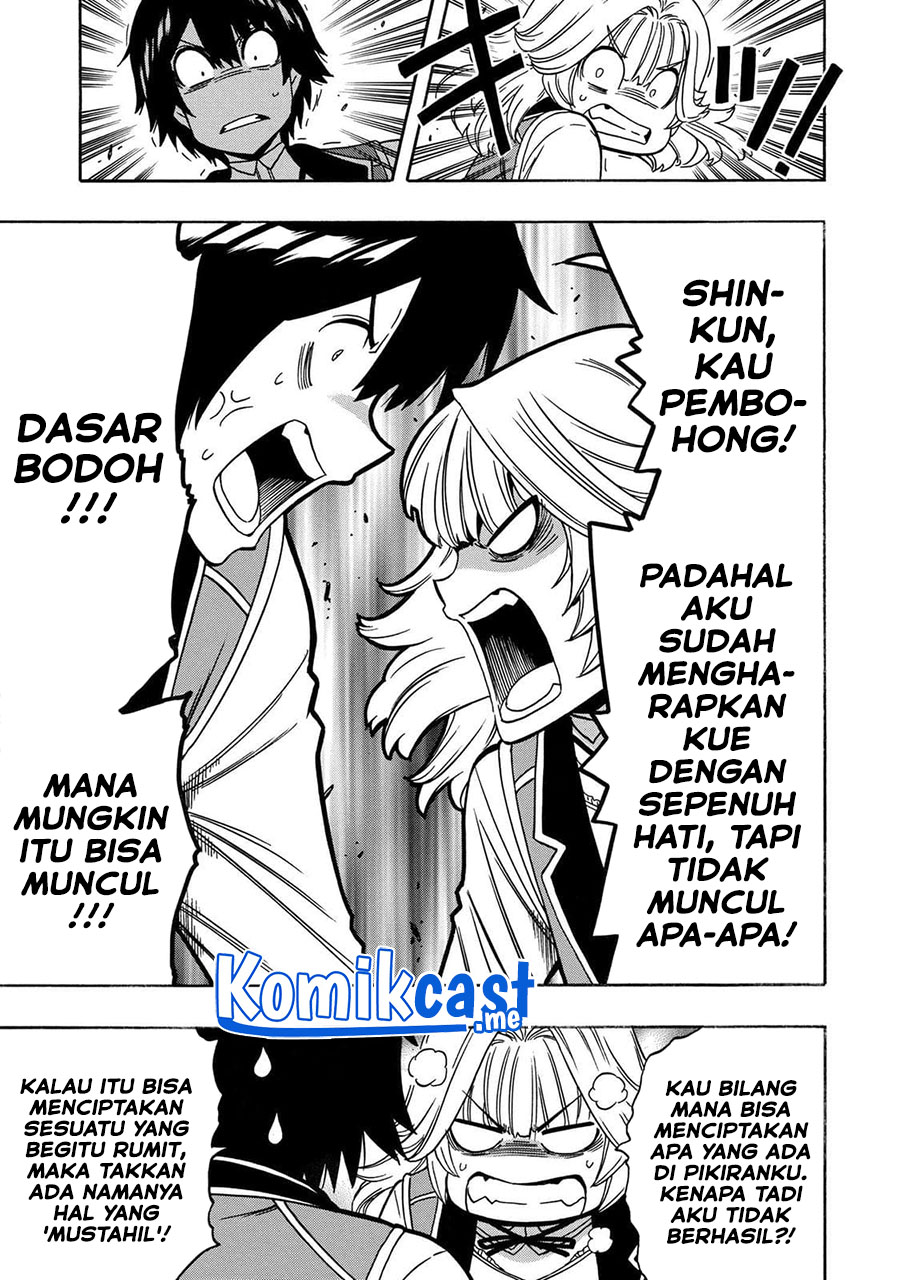 SHIN-
KUN,
KAU
PEMBO-
HONG!
PADAHAL
AKU
SUDAH
MENGHA-
RAPKAN
KUE
DENGAN
SEPENUH
HATI, TAPI
TIDAK
MUNCUL
APA-APA!
DASAR
BODOH
!!!
MANA
MUNGKIN
ITU BISA
MUNCUL
!!!
Komikcast
.me
KAU BILANG
MANA BISA
MENCIPTAKAN
APA YANG ADA
DI PIKIRANKU.
KENAPA TADI
AKU TIDAK
BERHASIL?!
KALAU ITU BISA
MENCIPTAKAN
SESUATU YANG
BEGITU RUMIT,
MAKA TAKKAN
ADA NAMANYA
HAL YANG
'MUSTAHIL'!